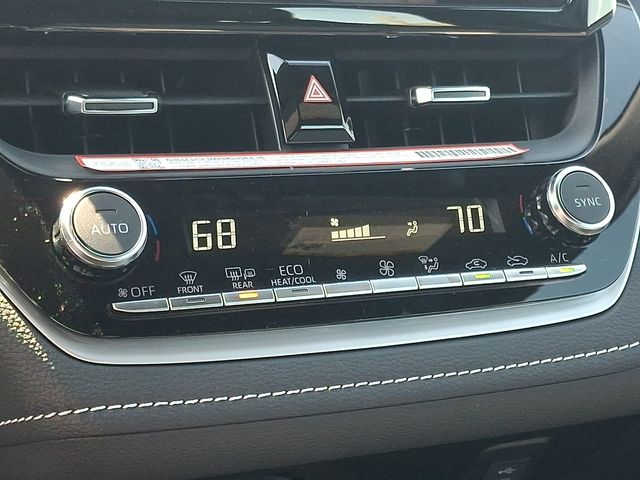 AUTO
68
70
SYNC
OFF
FRONT
REAR
ECO
HEAT/COOL
A/C